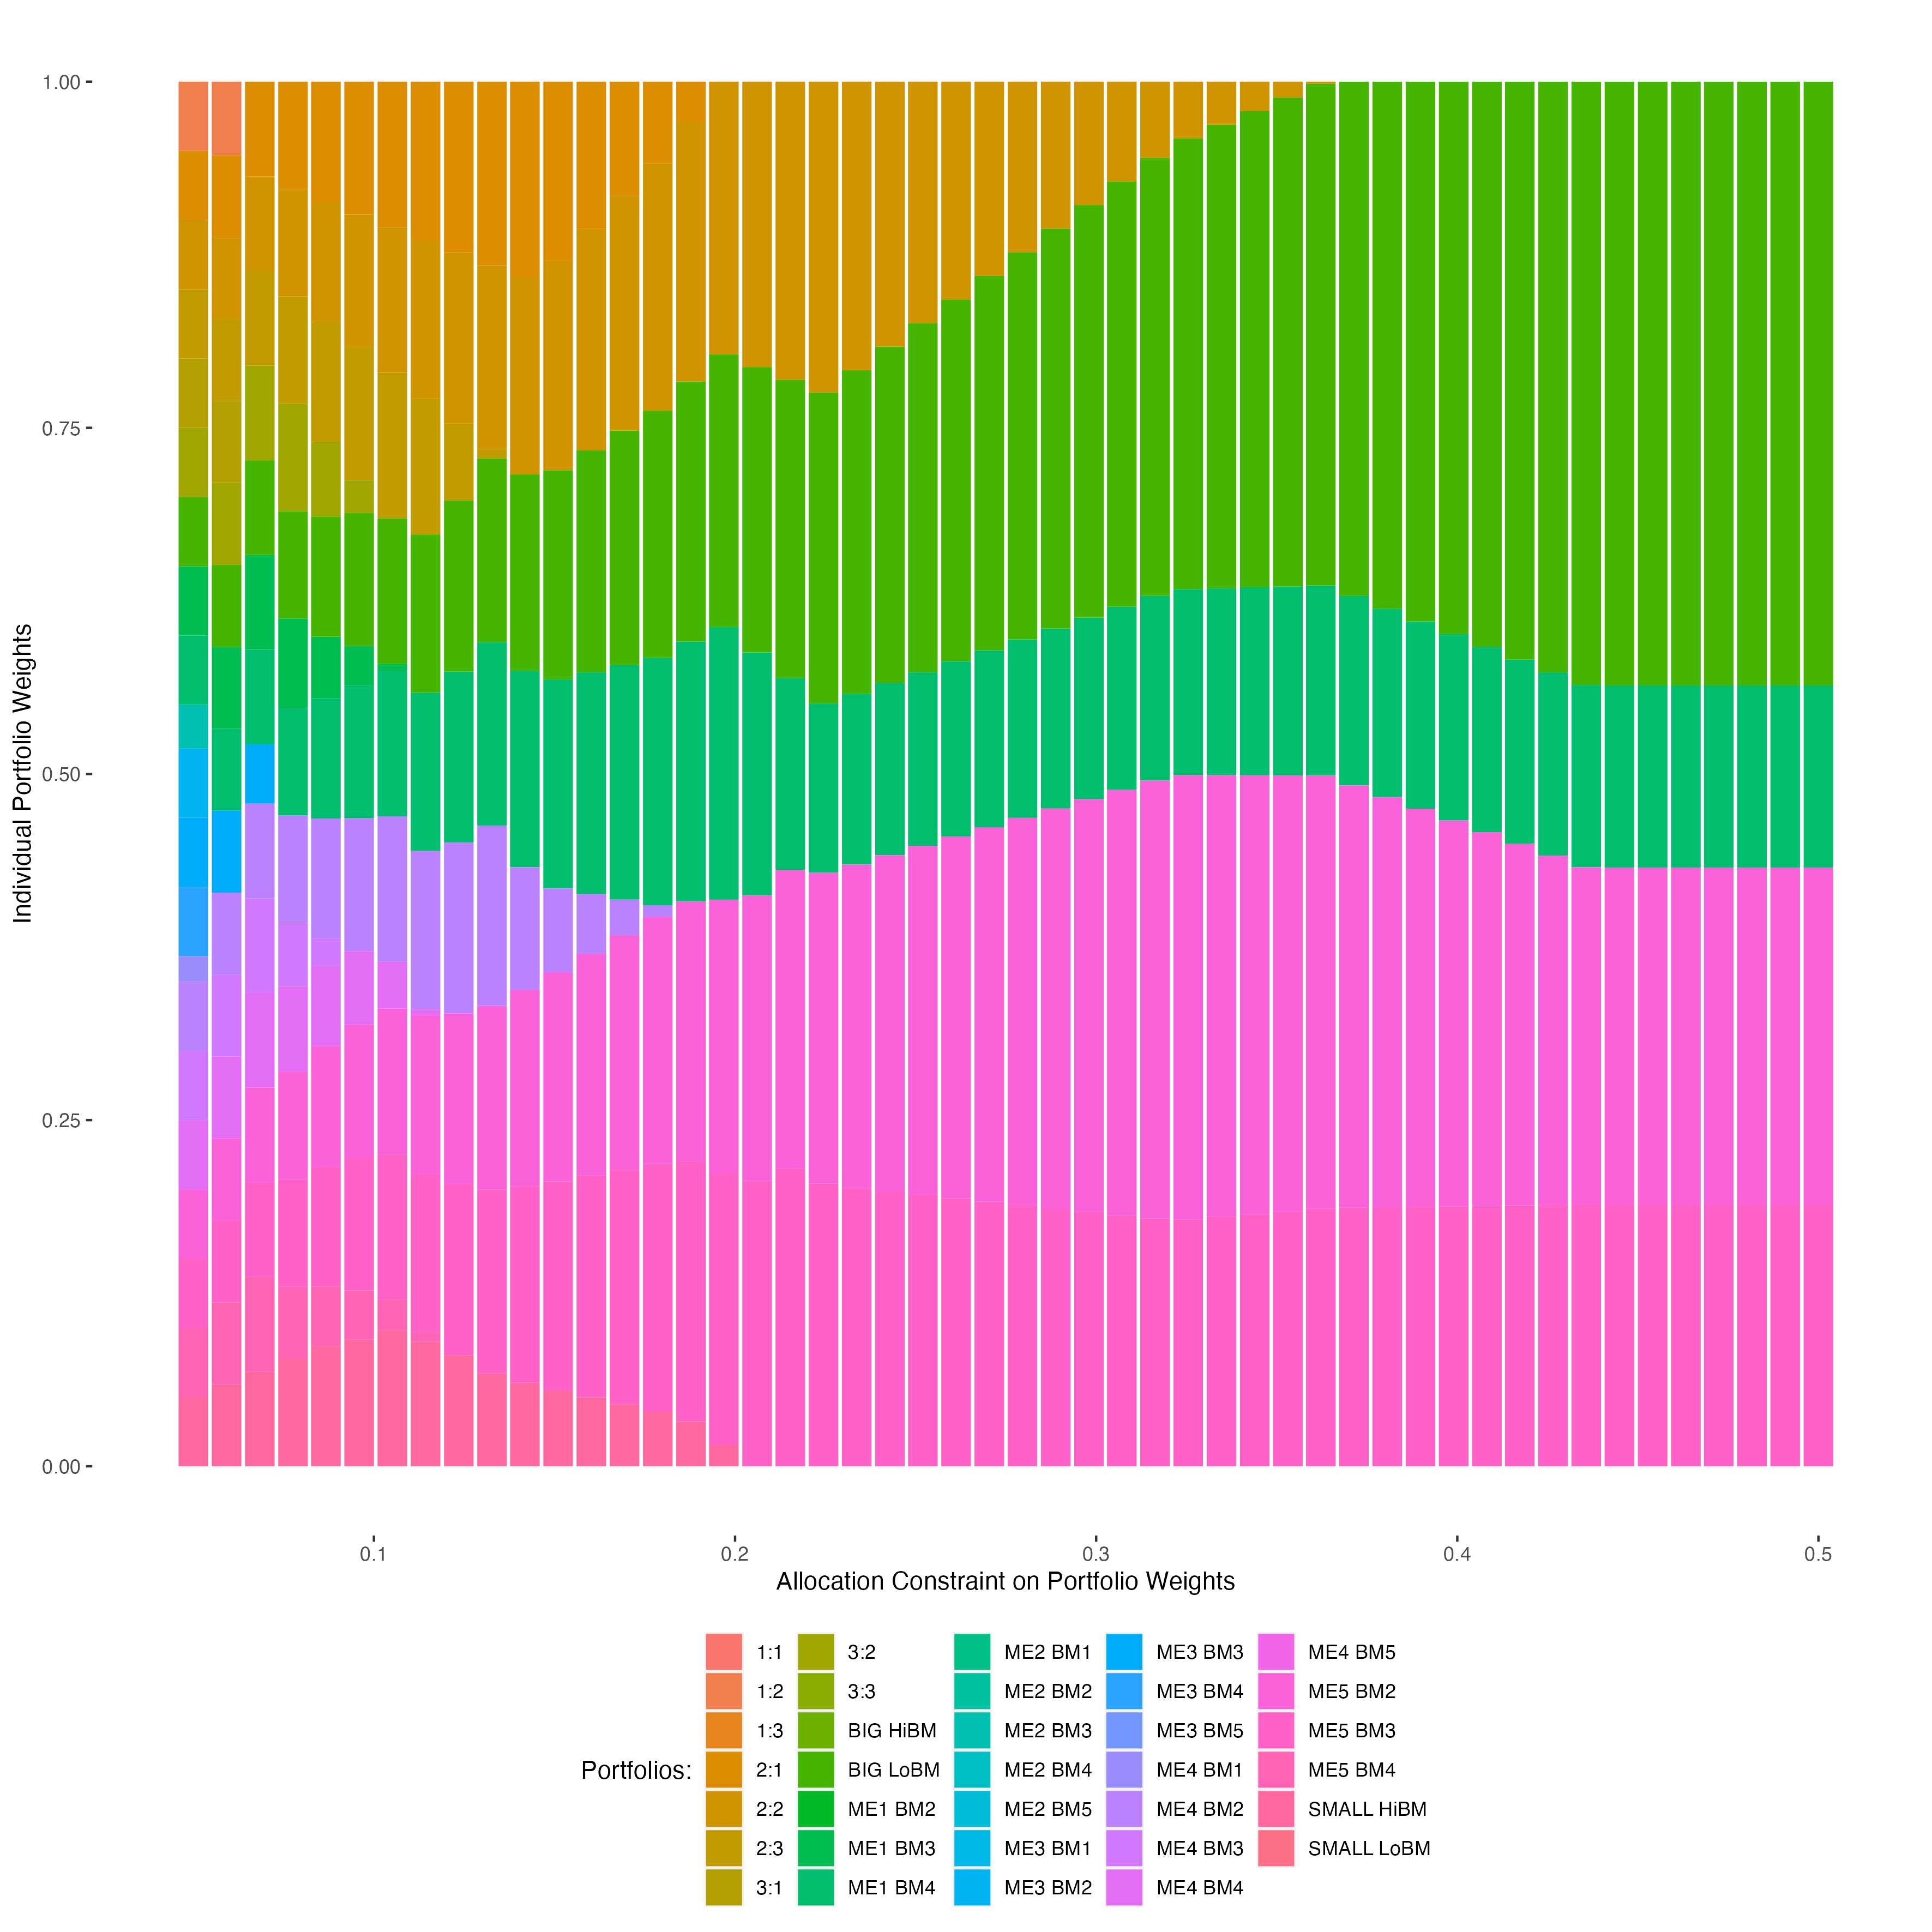 1.00
0.75
0.50
0.25
0.00
Individual Portfolio Weights
0.1 0.2 0.3 0.4 0.5
Allocation Constraint on Portfolio Weights
Portfolios:
1:1
1:2
1:3
2:1
2:2
2:3
3:1
3:2
3:3
BIG HiBM
BIG LoBM
ME1 BM2
ME1 BM3
ME1 BM4
ME2 BM1
ME2 BM2
ME2 BM3
ME2 BM4
ME2 BM5
ME3 BM1
ME3 BM2
ME3 BM3
ME3 BM4
ME3 BM5
ME4 BM1
ME4 BM2
ME4 BM3
ME4 BM4
ME4 BM5
ME5 BM2
ME5 BM3
ME5 BM4
SMALL HiBM
SMALL LoBM